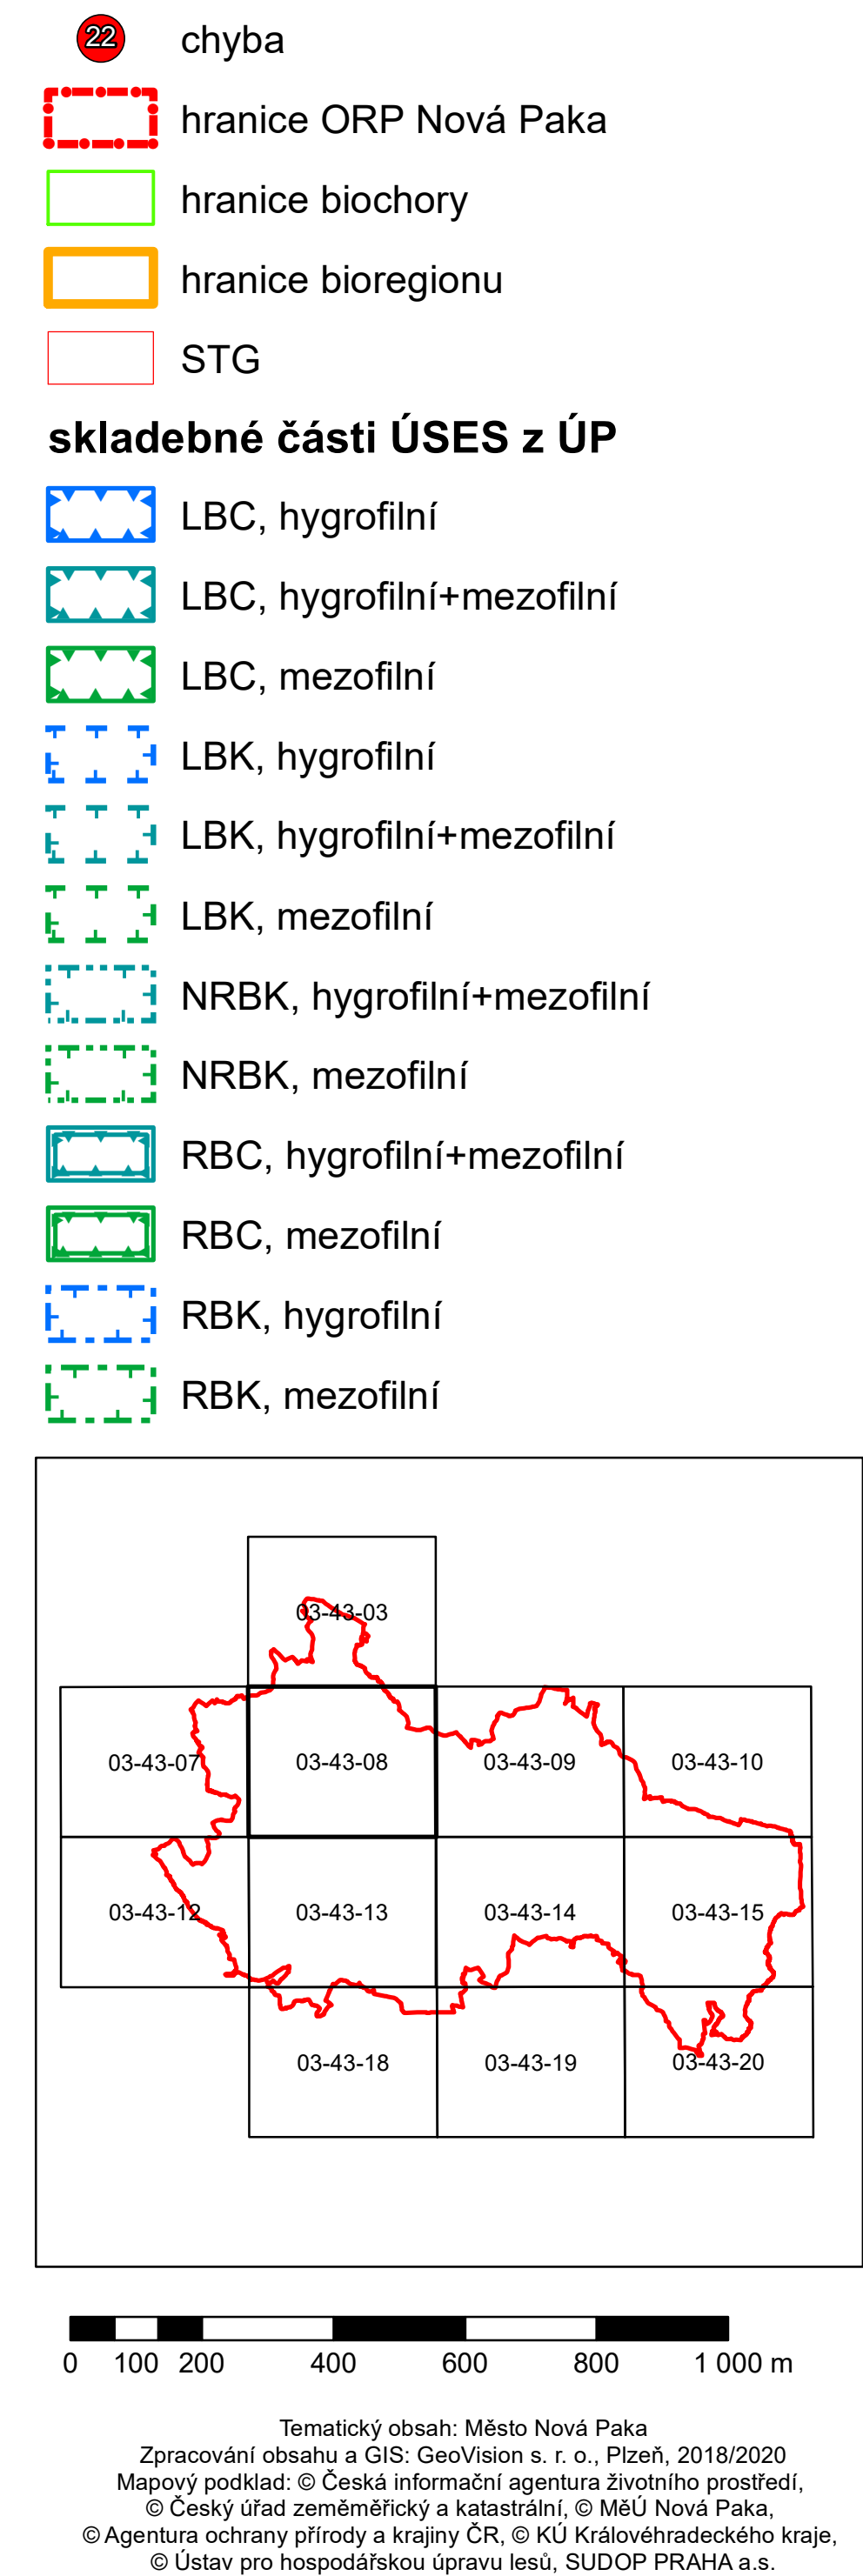 22 chyba
hranice ORP Nová Paka
hranice biochory
hranice bioregionu
STG
skladebné části ÚSES z ÚP
LBC, hygrofilní
LBC, hygrofilní+mezofilní
LBC, mezofilní
LBK, hygrofilní
LBK, hygrofilní+mezofilní
LBK, mezofilní
NRBK, hygrofilní+mezofilní
NRBK, mezofilní
RBC, hygrofilní+mezofilní
RBC, mezofilní
RBK, hygrofilní
RBK, mezofilní
03-43-03
03-43-07 03-43-08 03-43-09 03-43-10
03-43-12 03-43-13 03-43-14 03-43-15
03-43-18 03-43-19 03-43-20
0 100 200 400 600 800 1 000 m
Tematický obsah: Město Nová Paka
Zpracování obsahu a GIS: GeoVision s. r. o., Plzeň, 2018/2020
Mapový podklad: © Česká informační agentura životního prostředí,
© Český úřad zeměměřický a katastrální, © MěÚ Nová Paka,
© Agentura ochrany přírody a krajiny ČR, © KÚ Královéhradeckého kraje,
© Ústav pro hospodářskou úpravu lesů, SUDOP PRAHA a.s.